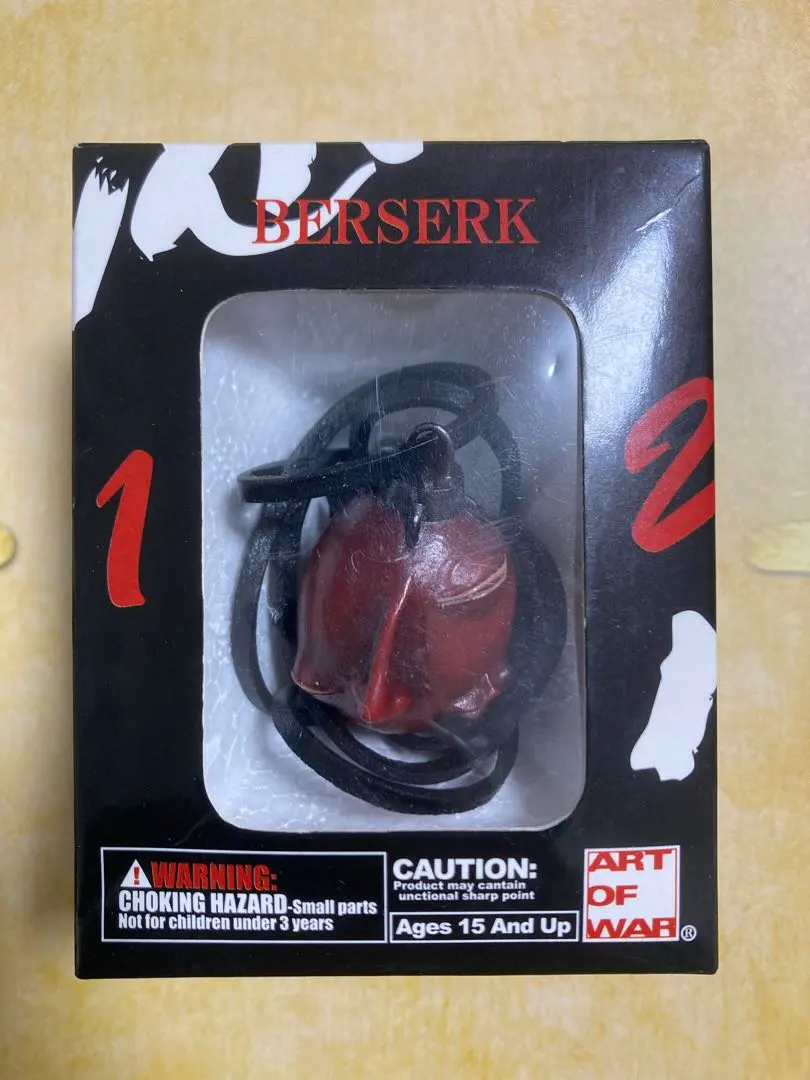 BERSERK
1
2
WARNING:
CHOKING HAZARD-Small parts
Not for children under 3 years
CAUTION:
Product may cantain
unctional sharp point
Ages 15 And Up
ART
OF
WAR®